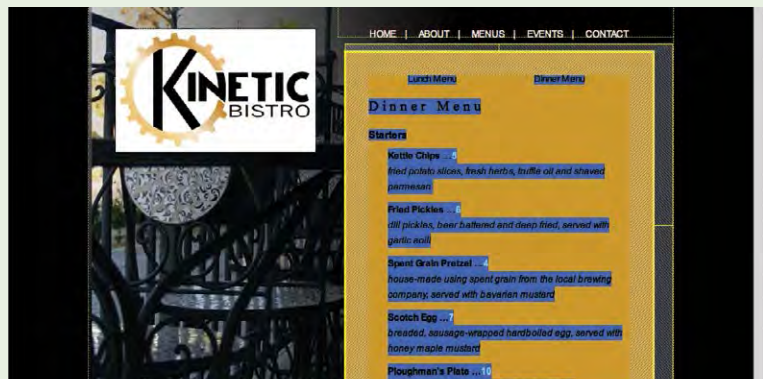 KINETIC
BISTRO
HOME | ABOUT | MENUS | EVENTS | CONTACT
Lunch Menu Dinner Menu
Dinner Menu
Starters
Kettle Chips ...5
fried potato slices, fresh herbs, truffle oil and shaved
parmesan
Fried Pickles ...
dill pickles, beer battered and deep fried, served with
garlic aoili
Spent Grain Pretzel ...4
house-made using spent grain from the local brewing
company, served with bavarian mustard
Scotch Egg ...7
breaded, sausage-wrapped hardboiled egg, served with
honey maple mustard
Ploughman's Plate ...10